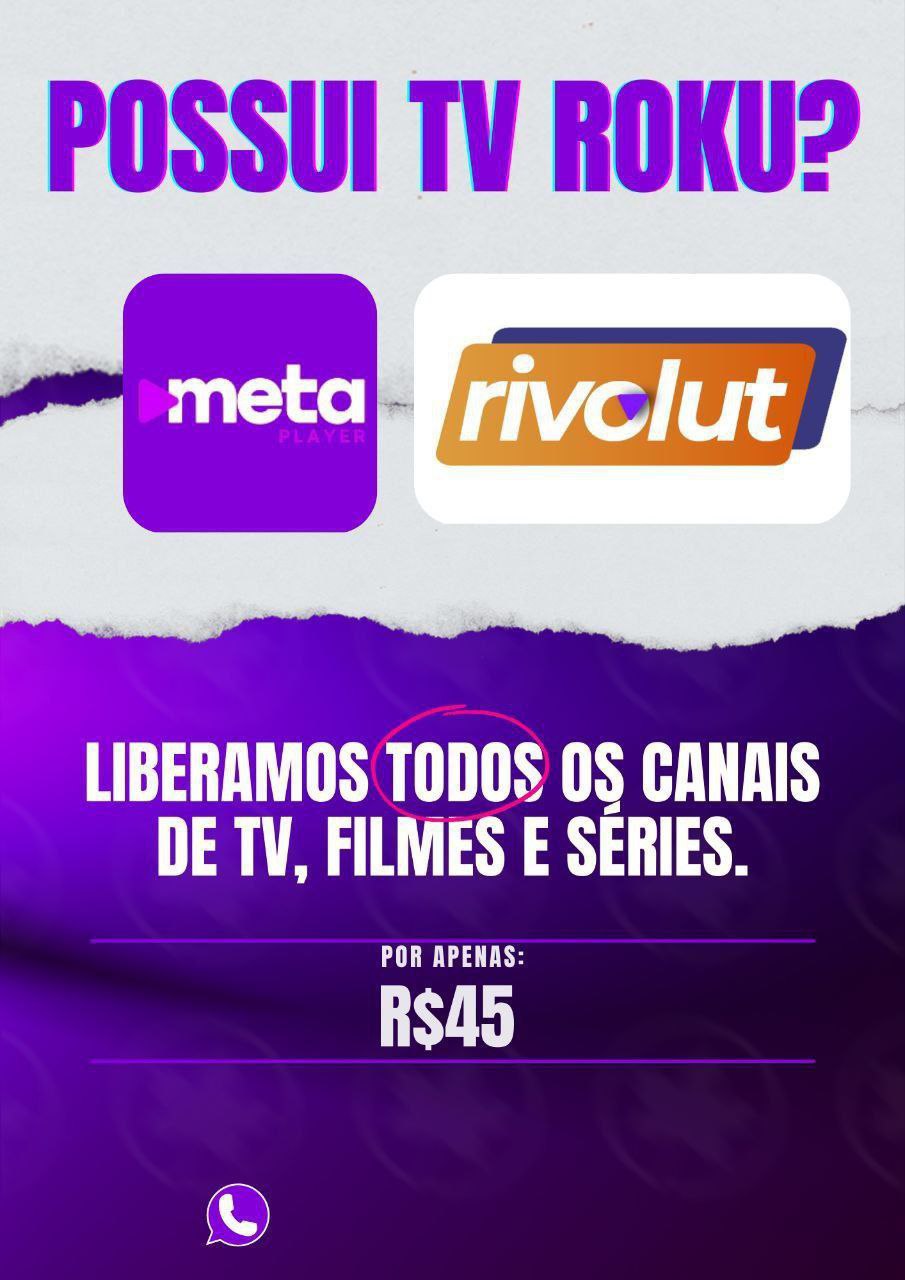 POSSUI TV ROKU?
meta
PLAYER
rivolut
LIBERAMOS TODOS OS CANAIS
DE TV, FILMES E SÉRIES.
POR APENAS:
R$45